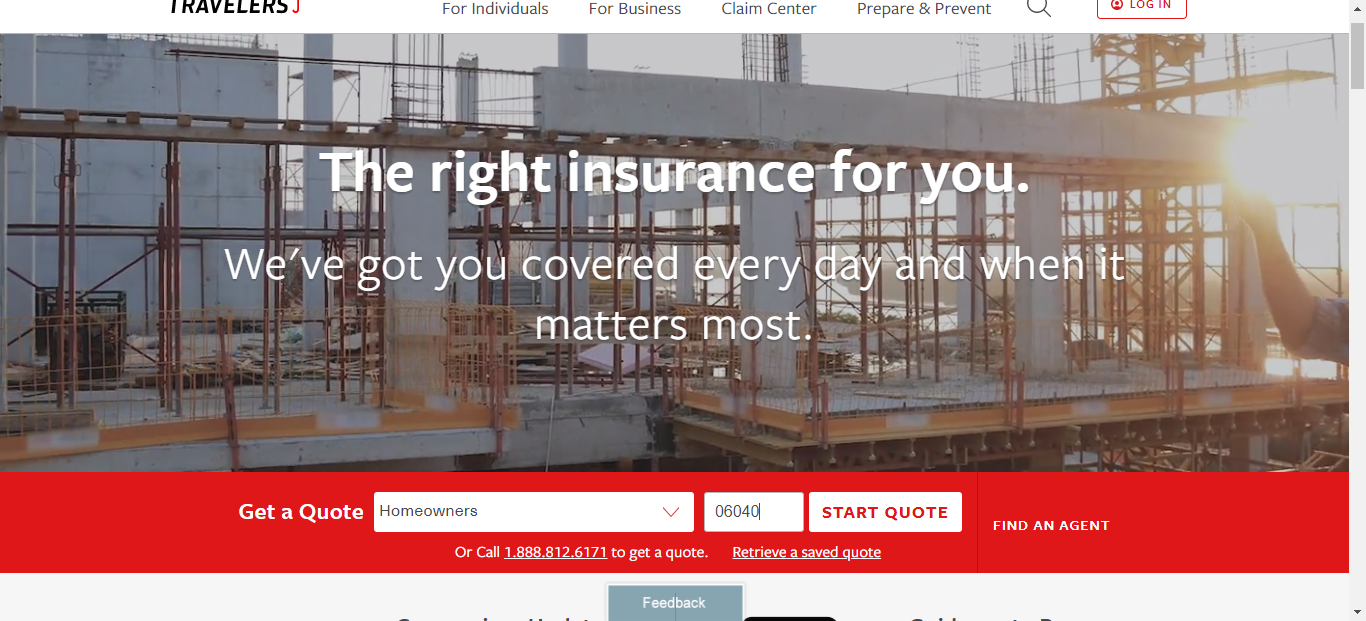 TRAVELERS
For Individuals For Business Claim Center Prepare & Prevent LOG IN
The right insurance for you.
We've got you covered every day and when it
matters most.
Get a Quote Homeowners 06040 START QUOTE FIND AN AGENT
Or Call 1.888.812.6171 to get a quote. Retrieve a saved quote
Feedback